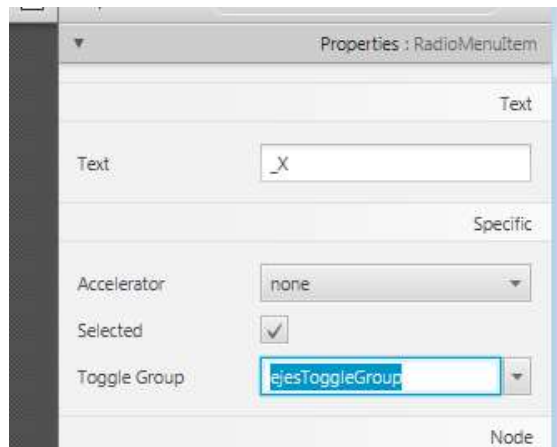 Properties : RadioMenuItem
Text
Text _X
Specific
Accelerator none
Selected
Toggle Group ejesToggleGroup
Node